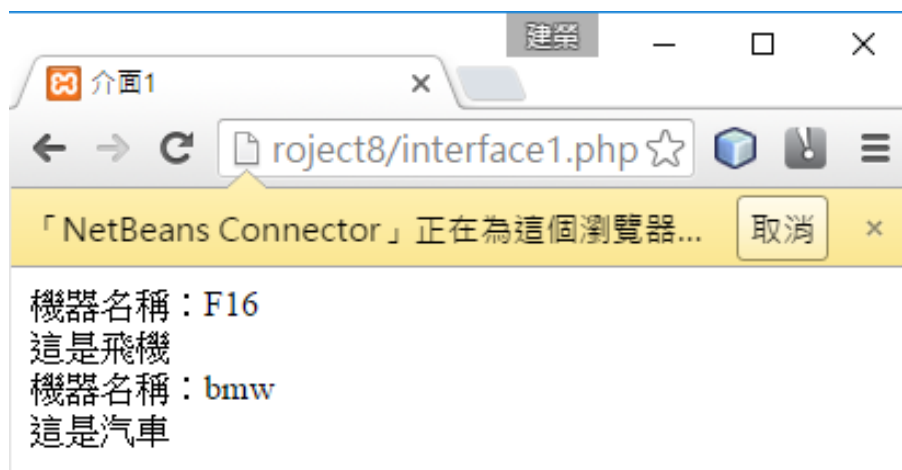 建榮
介面1
roject8/interface1.php
「NetBeans Connector」正在為這個瀏覽器... 取消
機器名稱：F16
這是飛機
機器名稱：bmw
這是汽車